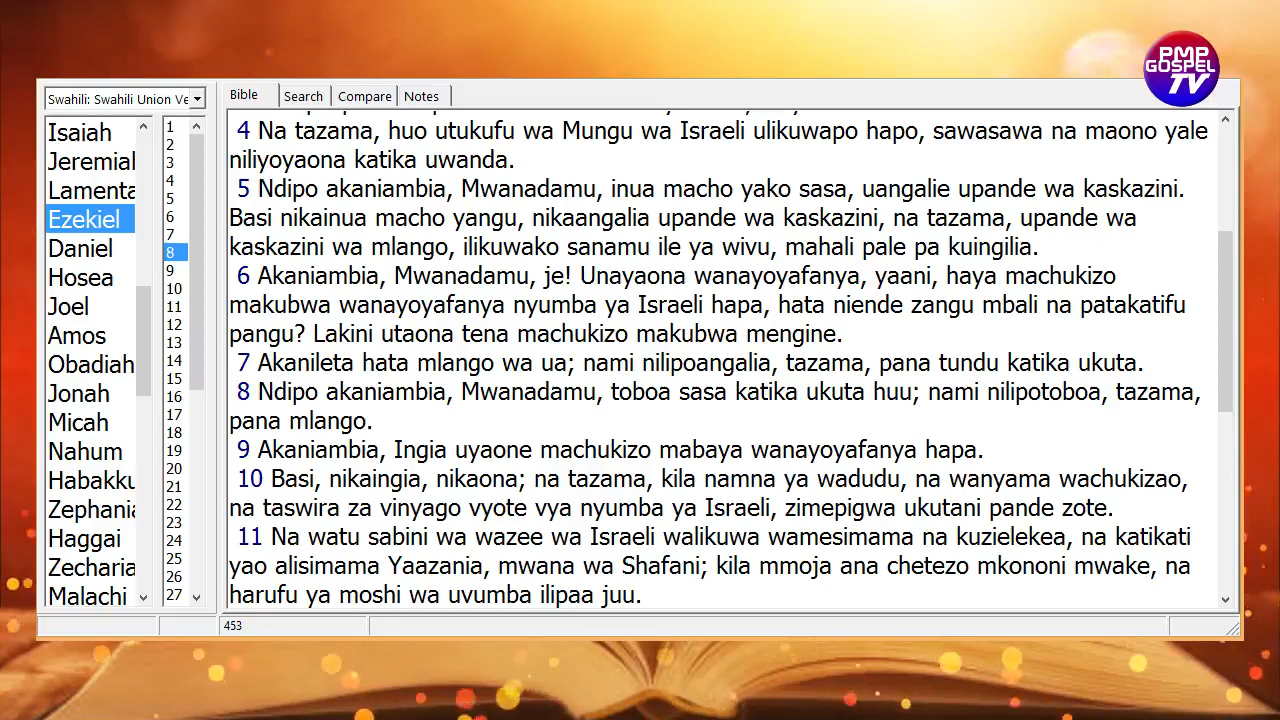 PMP
GOSPEL
TV
Swahili: Swahili Union Ve
Bible
Search
Compare
Notes
Isaiah
Jeremial
Lamenta
Ezekiel
Daniel
Hosea
Joel
Amos
Obadiah
Jonah
Micah
Nahum
Habakku
Zephania
Haggai
Zecharia
Malachi
1
2
3
4
5
6
7
8
9
10
11
12
13
14
15
16
17
18
19
20
21
22
23
24
25
26
27
4 Na tazama, huo utukufu wa Mungu wa Israeli ulikuwapo hapo, sawasawa na maono yale
niliyoyaona katika uwanda.
5 Ndipo akaniambia, Mwanadamu, inua macho yako sasa, uangalie upande wa kaskazini.
Basi nikainua macho yangu, nikaangalia upande wa kaskazini, na tazama, upande wa
kaskazini wa mlango, ilikuwako sanamu ile ya wivu, mahali pale pa kuingilia.
6 Akaniambia, Mwanadamu, je! Unayaona wanayoyafanya, yaani, haya machukizo
makubwa wanayoyafanya nyumba ya Israeli hapa, hata niende zangu mbali na patakatifu
pangu? Lakini utaona tena machukizo makubwa mengine.
7 Akanileta hata mlango wa ua; nami nilipoangalia, tazama, pana tundu katika ukuta.
8 Ndipo akaniambia, Mwanadamu, toboa sasa katika ukuta huu; nami nilipotoboa, tazama,
pana mlango.
9 Akaniambia, Ingia uyaone machukizo mabaya wanayoyafanya hapa.
10 Basi, nikaingia, nikaona; na tazama, kila namna ya wadudu, na wanyama wachukizao,
na taswira za vinyago vyote vya nyumba ya Israeli, zimepigwa ukutani pande zote.
11 Na watu sabini wa wazee wa Israeli walikuwa wamesimama na kuzielekea, na katikati
yao alisimama Yaazania, mwana wa Shafani; kila mmoja ana chetezo mkononi mwake, na
harufu ya moshi wa uvumba ilipaa juu.
453